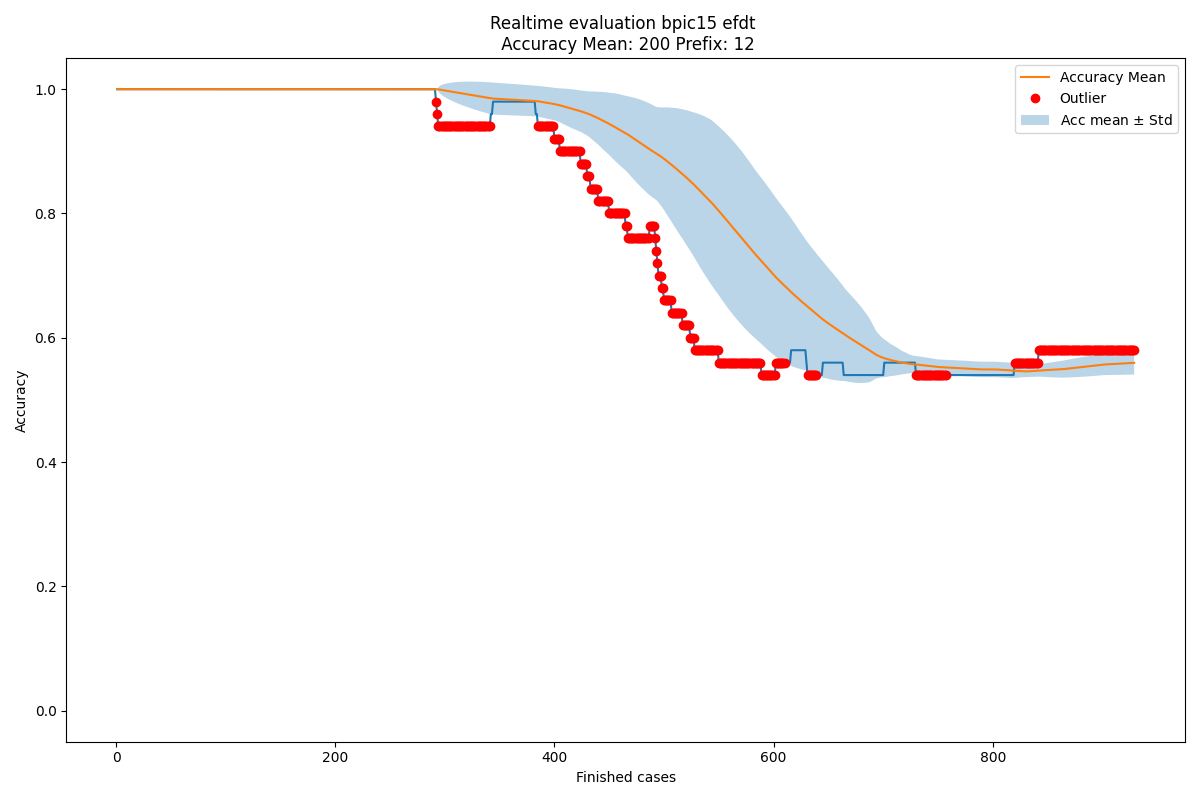 Realtime evaluation bpic15 efdt
Accuracy Mean: 200 Prefix: 12
Accuracy Mean
Outlier
Acc mean ± Std
1.0
0.8
0.6
0.4
0.2
0.0
Accuracy
0 200 400 600 800
Finished cases